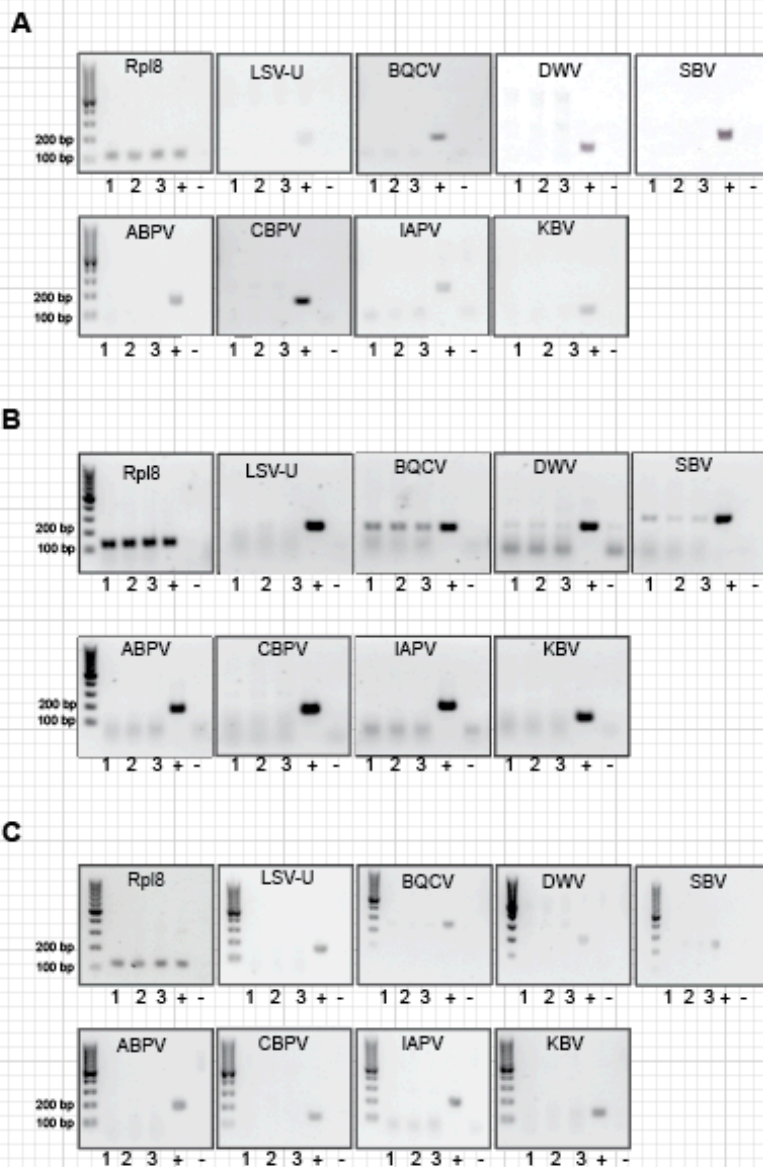 A
Rpl8 LSV-U BQCV DWV SBV
200 bp
100 bp
1 2 3 + - 1 2 3 + - 1 2 3 + - 1 2 3 + - 1 2 3 + -
ABPV CBPV IAPV KBV
200 bp
100 bp
1 2 3 + - 1 2 3 + - 1 2 3 + - 1 2 3 + -
B
Rpl8 LSV-U BQCV DWV SBV
200 bp
100 bp
1 2 3 + - 1 2 3 + - 1 2 3 + - 1 2 3 + - 1 2 3 + -
ABPV CBPV IAPV KBV
200 bp
100 bp
1 2 3 + - 1 2 3 + - 1 2 3 + - 1 2 3 + -
C
Rpl8 LSV-U BQCV DWV SBV
200 bp
100 bp
1 2 3 + - 1 2 3 + - 1 2 3 + - 1 2 3 + - 1 2 3 + -
ABPV CBPV IAPV KBV
200 bp
100 bp
1 2 3 + - 1 2 3 + - 1 2 3 + - 1 2 3 + -